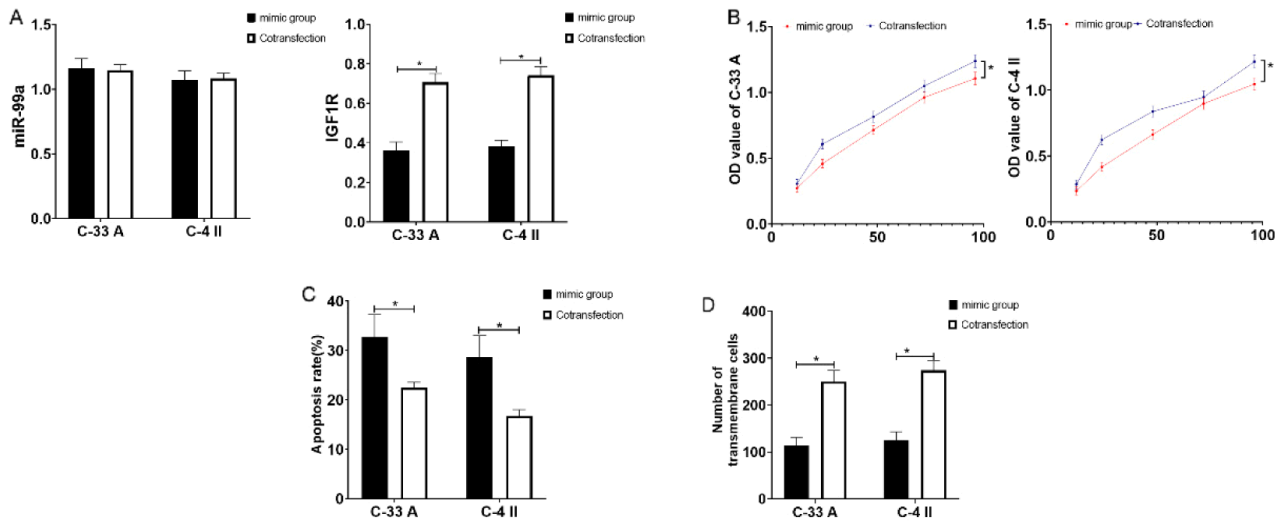 A
mimic group
Cotransfection
miR-99a
1.5
1.0
0.5
0.0
C-33 A
C-4 II
mimic group
Cotransfection
IGF1R
1.0
0.8
0.6
0.4
0.2
0.0
*
*
C-33 A
C-4 II
B
mimic group
Cotransfection
OD value of C-33 A
1.5
1.0
0.5
0.0
*
0
50
100
mimic group
Cotransfection
OD value of C-4 II
1.5
1.0
0.5
0.0
*
0
50
100
C
mimic group
Cotransfection
Apoptosis rate(%)
40
30
20
10
0
*
*
C-33 A
C-4 II
D
mimic group
Cotransfection
Number of
transmembrane cells
400
300
200
100
0
*
*
C-33 A
C-4 II